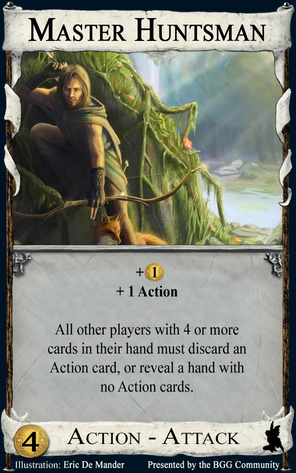 MASTER HUNTSMAN
+1
+ 1 Action
All other players with 4 or more
cards in their hand must discard an
Action card, or reveal a hand with
no Action cards.
4
ACTION - ATTACK
Illustration: Eric De Mander
Presented by the BGG Community